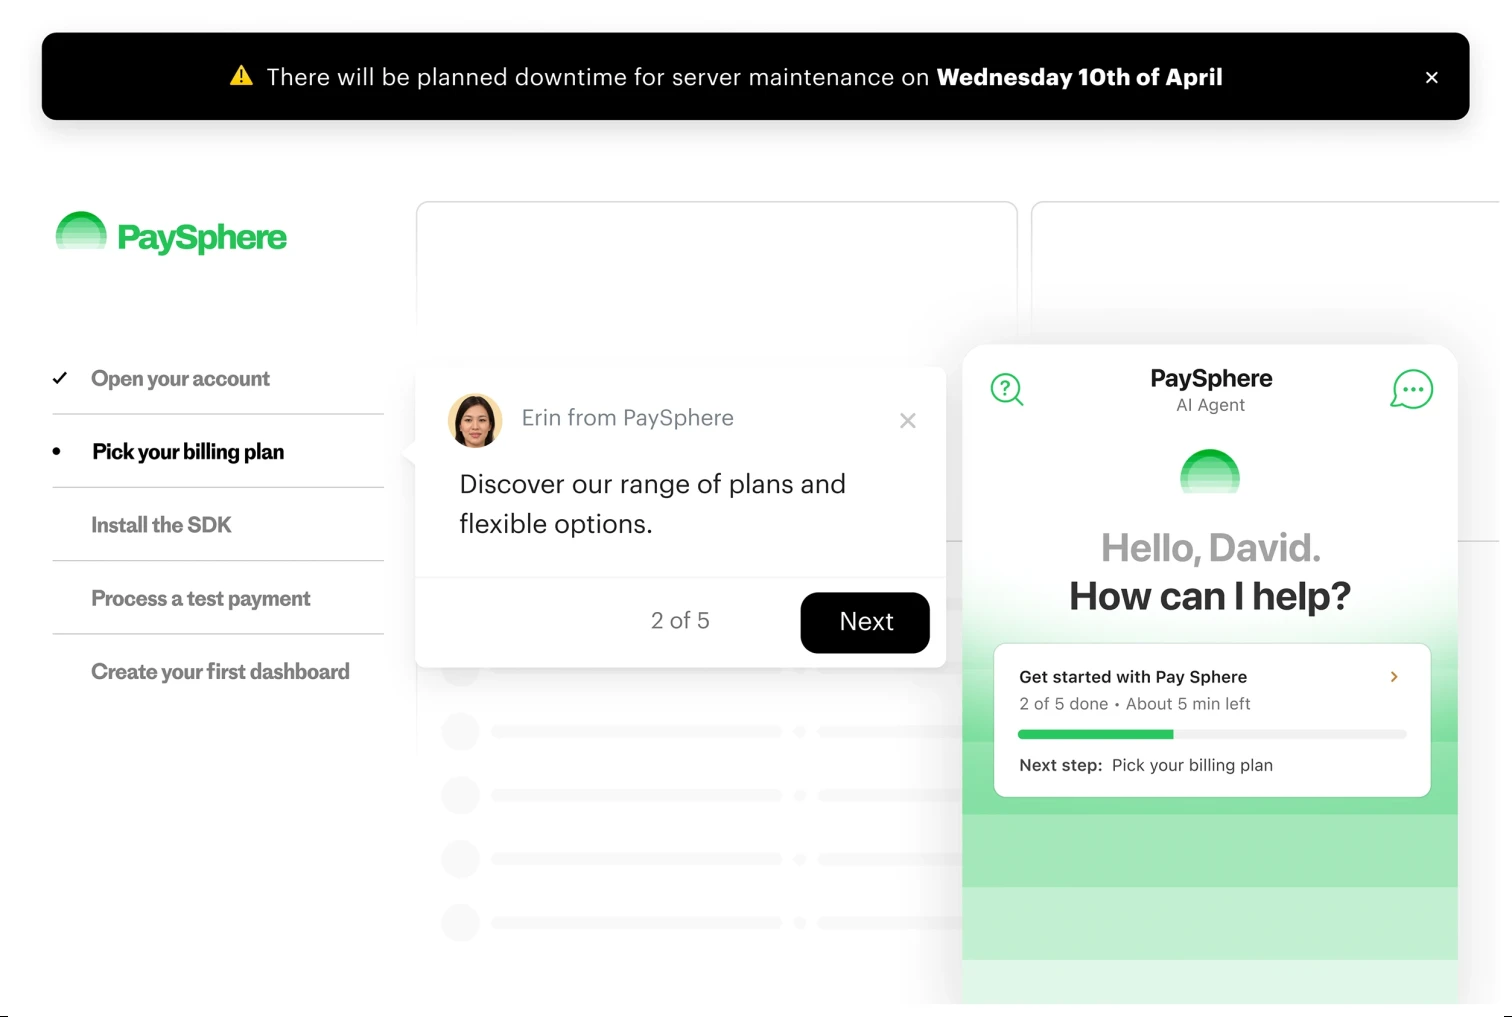 There will be planned downtime for server maintenance on Wednesday 10th of April
PaySphere
Open your account
Pick your billing plan
Install the SDK
Process a test payment
Create your first dashboard
Erin from PaySphere
Discover our range of plans and
flexible options.
2 of 5
Next
PaySphere
AI Agent
Hello, David.
How can I help?
Get started with Pay Sphere
2 of 5 done • About 5 min left
Next step: Pick your billing plan